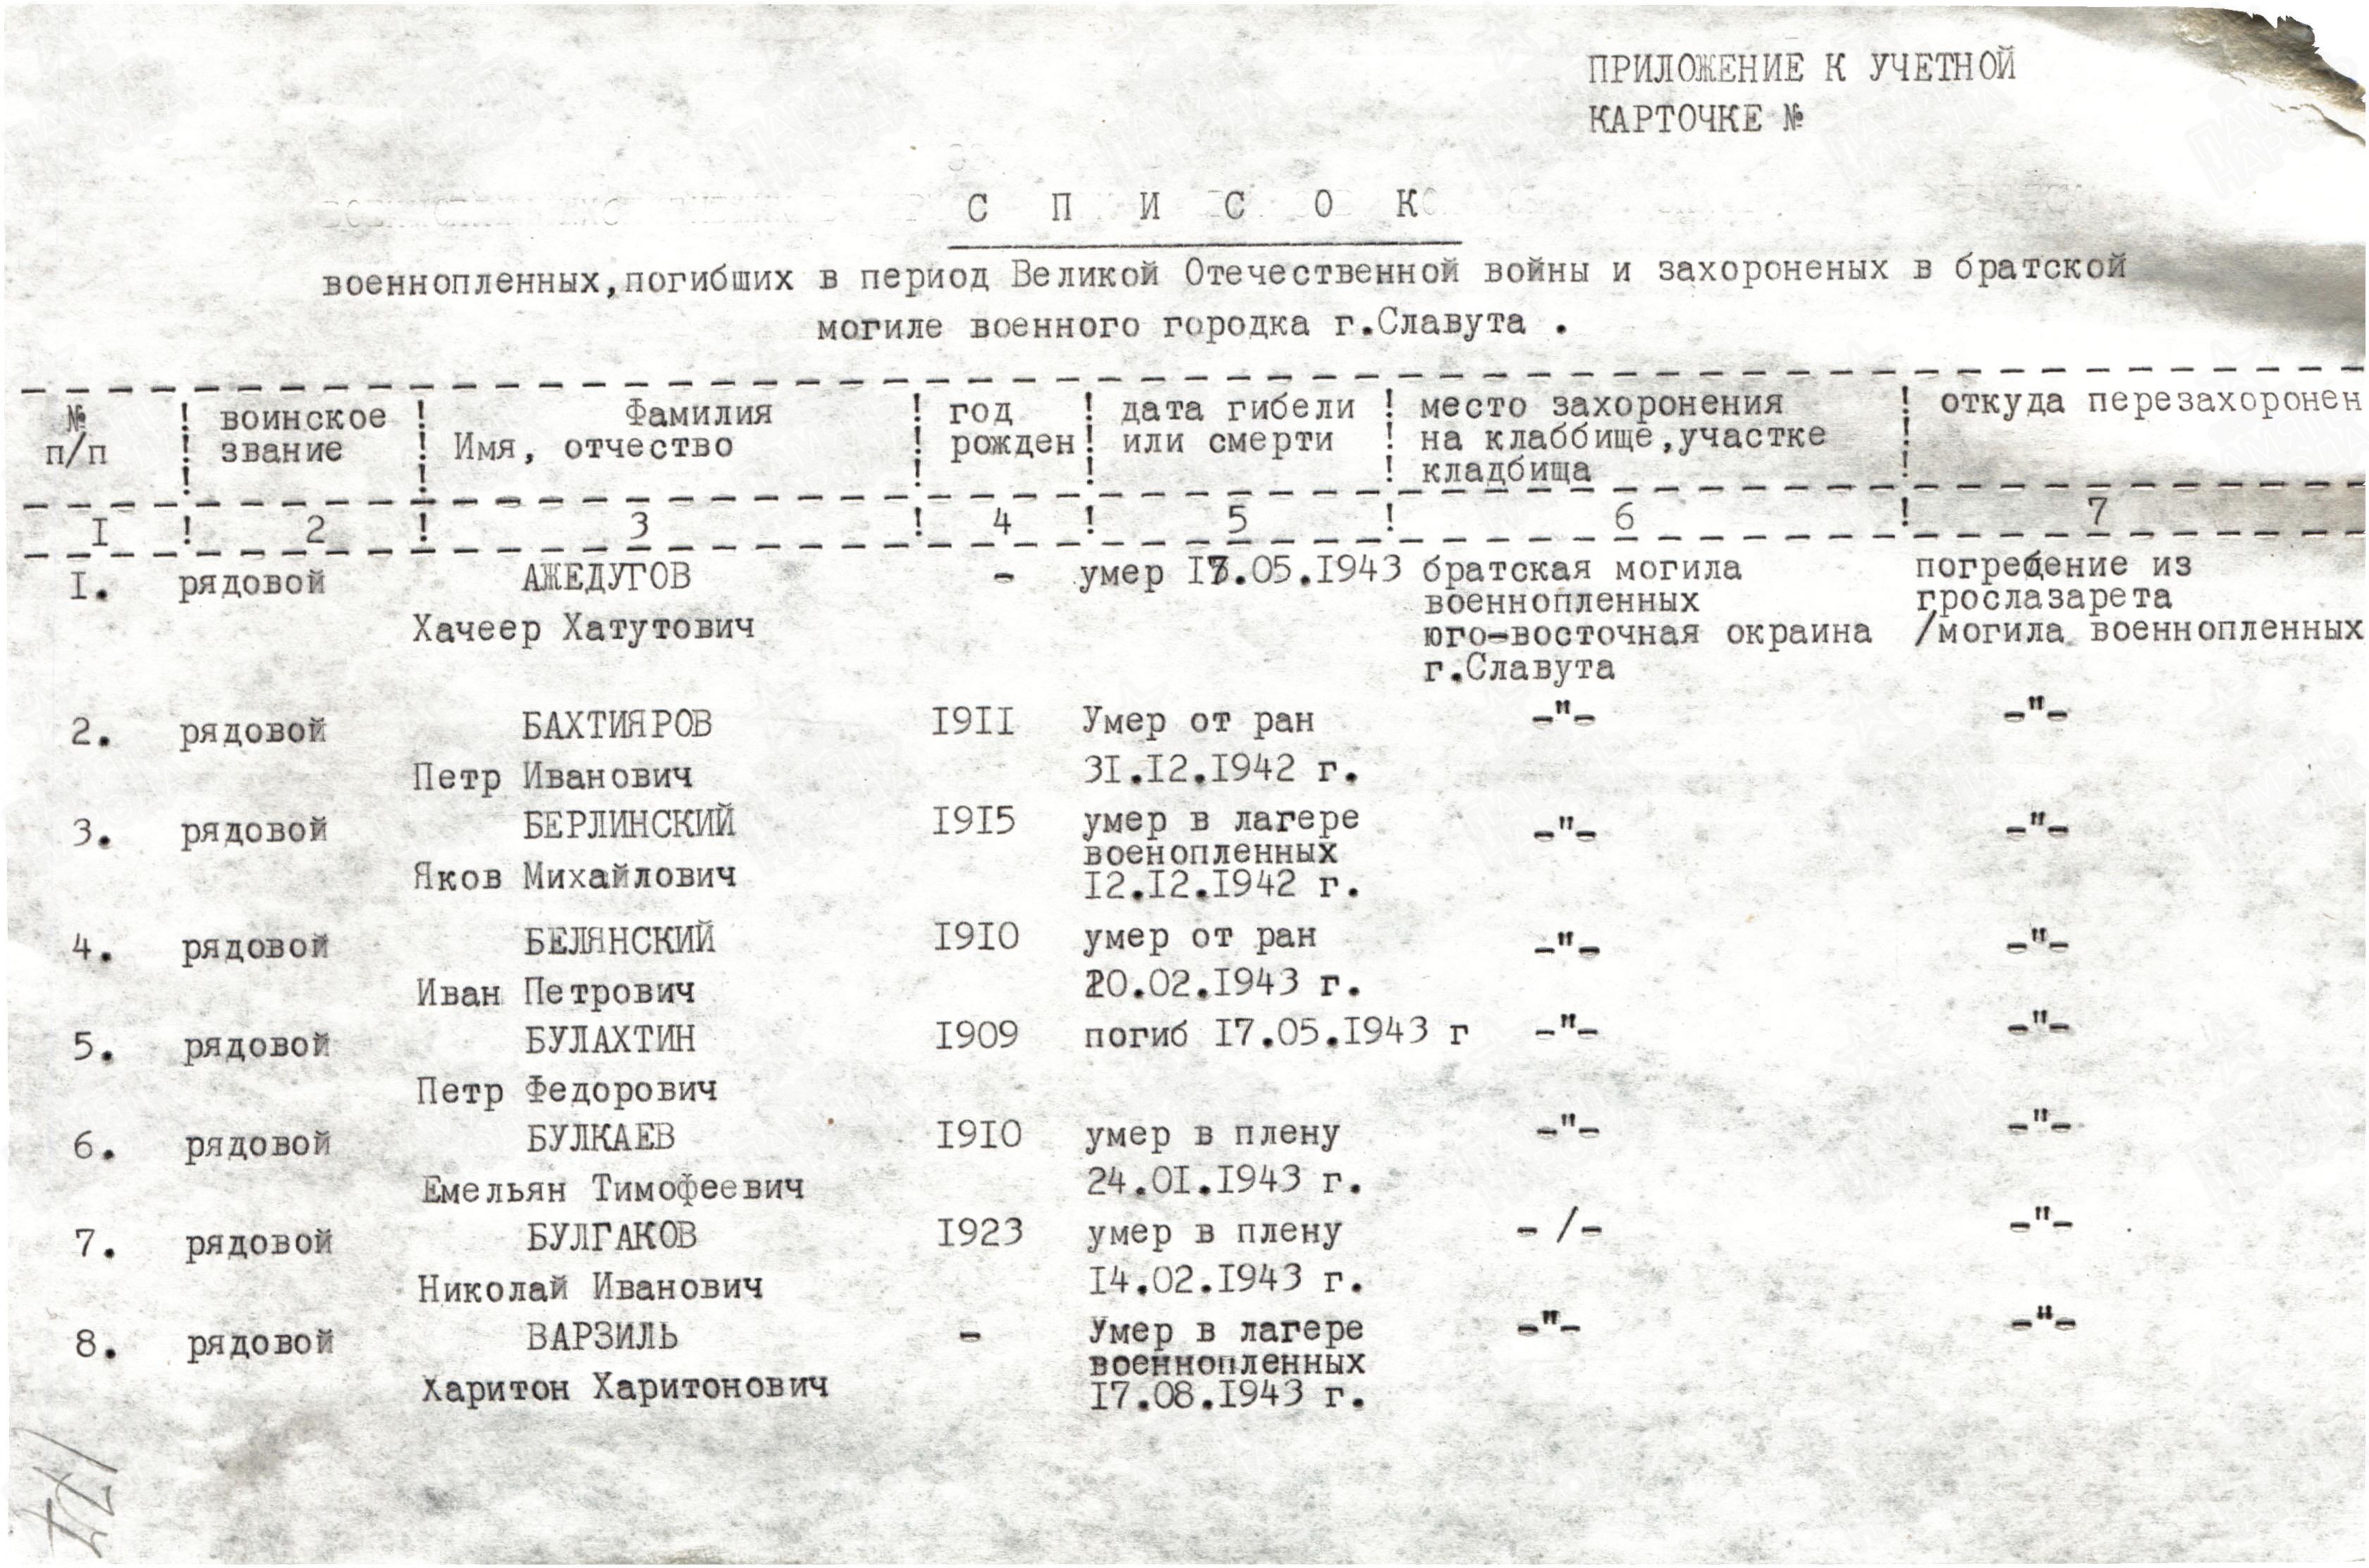 ПРИЛОЖЕНИЕ К УЧЕТНОЙ
КАРТОЧКЕ №
С П И С О К
военнопленных,погибших в период Великой Отечественной войны и захороненых в братской
могиле военного городка г.Славута .
№ ! воинское ! Фамилия ! год ! дата гибели ! место захоронения ! откуда перезахоронен
п/п ! звание ! Имя, отчество ! рожден! или смерти ! на клаббище,участке !
! ! ! ! ! кладбища !
I ! 2 ! 3 ! 4 ! 5 ! 6 ! 7
I. рядовой АЖЕДУГОВ - умер .05.I943 братская могила погребение из
военнопленных грослазарета
Хачеер Хатутович юго-восточная окраина /могила военнопленных
г.Славута
2. рядовой БАХТИЯРОВ I9II Умер от ран -"- -"-
Петр Иванович 3I.I2.I942 г.
3. рядовой БЕРЛИНСКИЙ I9I5 умер в лагере -"- -"-
военопленных
Яков Михайлович I2.I2.I942 г.
4. рядовой БЕЛЯНСКИЙ I9I0 умер от ран -"- -"-
Иван Петрович 20.02.I943 г.
5. рядовой БУЛАХТИН I909 погиб I7.05.I943 г -"- -"-
Петр Федорович
6. рядовой БУЛКАЕВ I9I0 умер в плену -"- -"-
Емельян Тимофеевич 24.0I.I943 г.
7. рядовой БУЛГАКОВ I923 умер в плену - /- -"-
Николай Иванович I4.02.I943 г.
8. рядовой ВАРЗИЛЬ - Умер в лагере -"- -"-
военнопленных
Харитон Харитонович I7.08.I943 г.